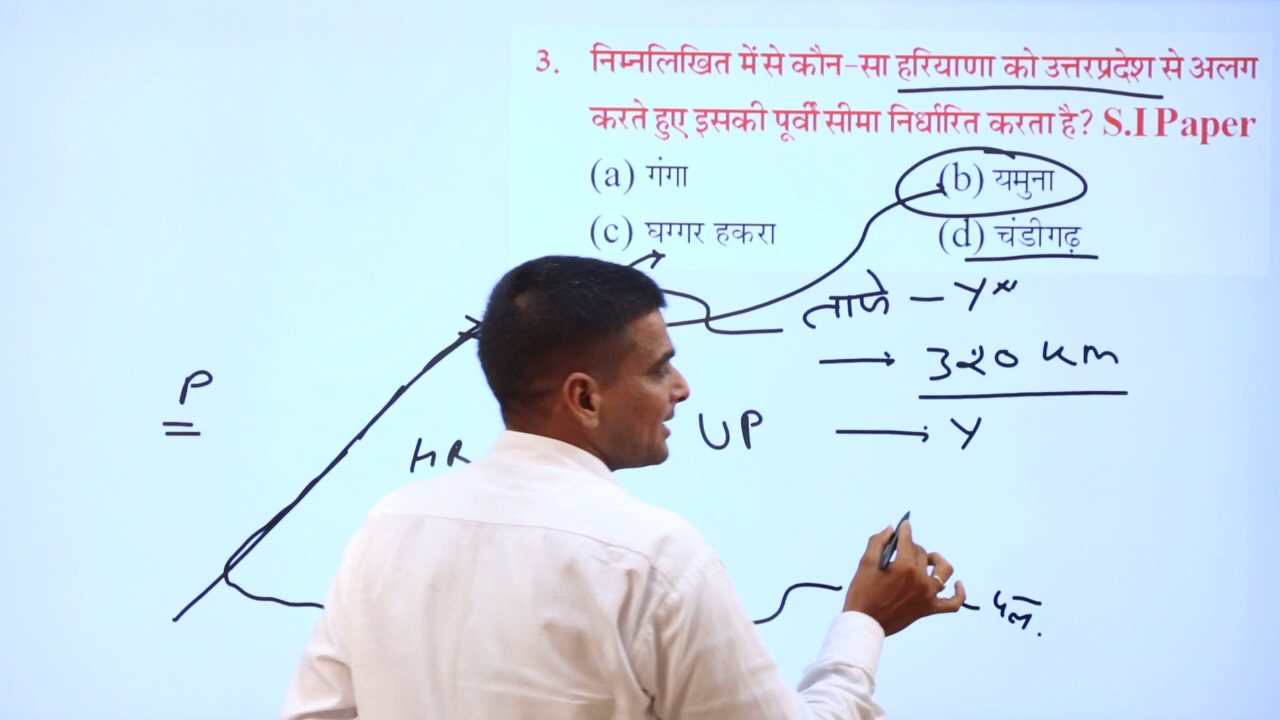 3. निम्नलिखित में से कौन-सा हरियाणा को उत्तरप्रदेश से अलग
करते हुए इसकी पूर्वी सीमा निर्धारित करता है? S.I Paper
(a) गंगा (b) यमुना
(c) घग्गर हकरा (d) चंडीगढ़
ताजे – Y
→ 320 km
P
HR UP → Y
पल.